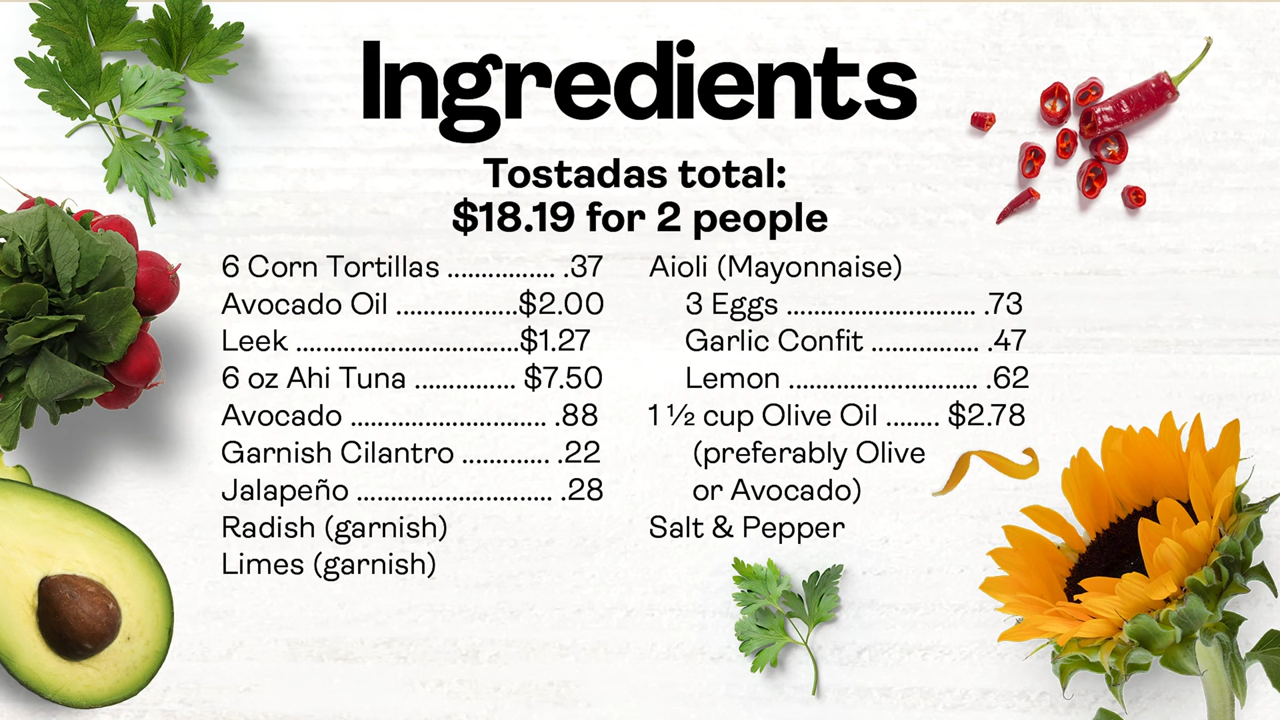 Ingredients
Tostadas total:
$18.19 for 2 people
6 Corn Tortillas ................ .37
Avocado Oil ..................$2.00
Leek .................................$1.27
6 oz Ahi Tuna ............... $7.50
Avocado ............................. .88
Garnish Cilantro ............. .22
Jalapeño ............................. .28
Radish (garnish)
Limes (garnish)
Aioli (Mayonnaise)
3 Eggs ............................ .73
Garlic Confit ................ .47
Lemon ............................ .62
1 ½ cup Olive Oil ........ $2.78
(preferably Olive
or Avocado)
Salt & Pepper